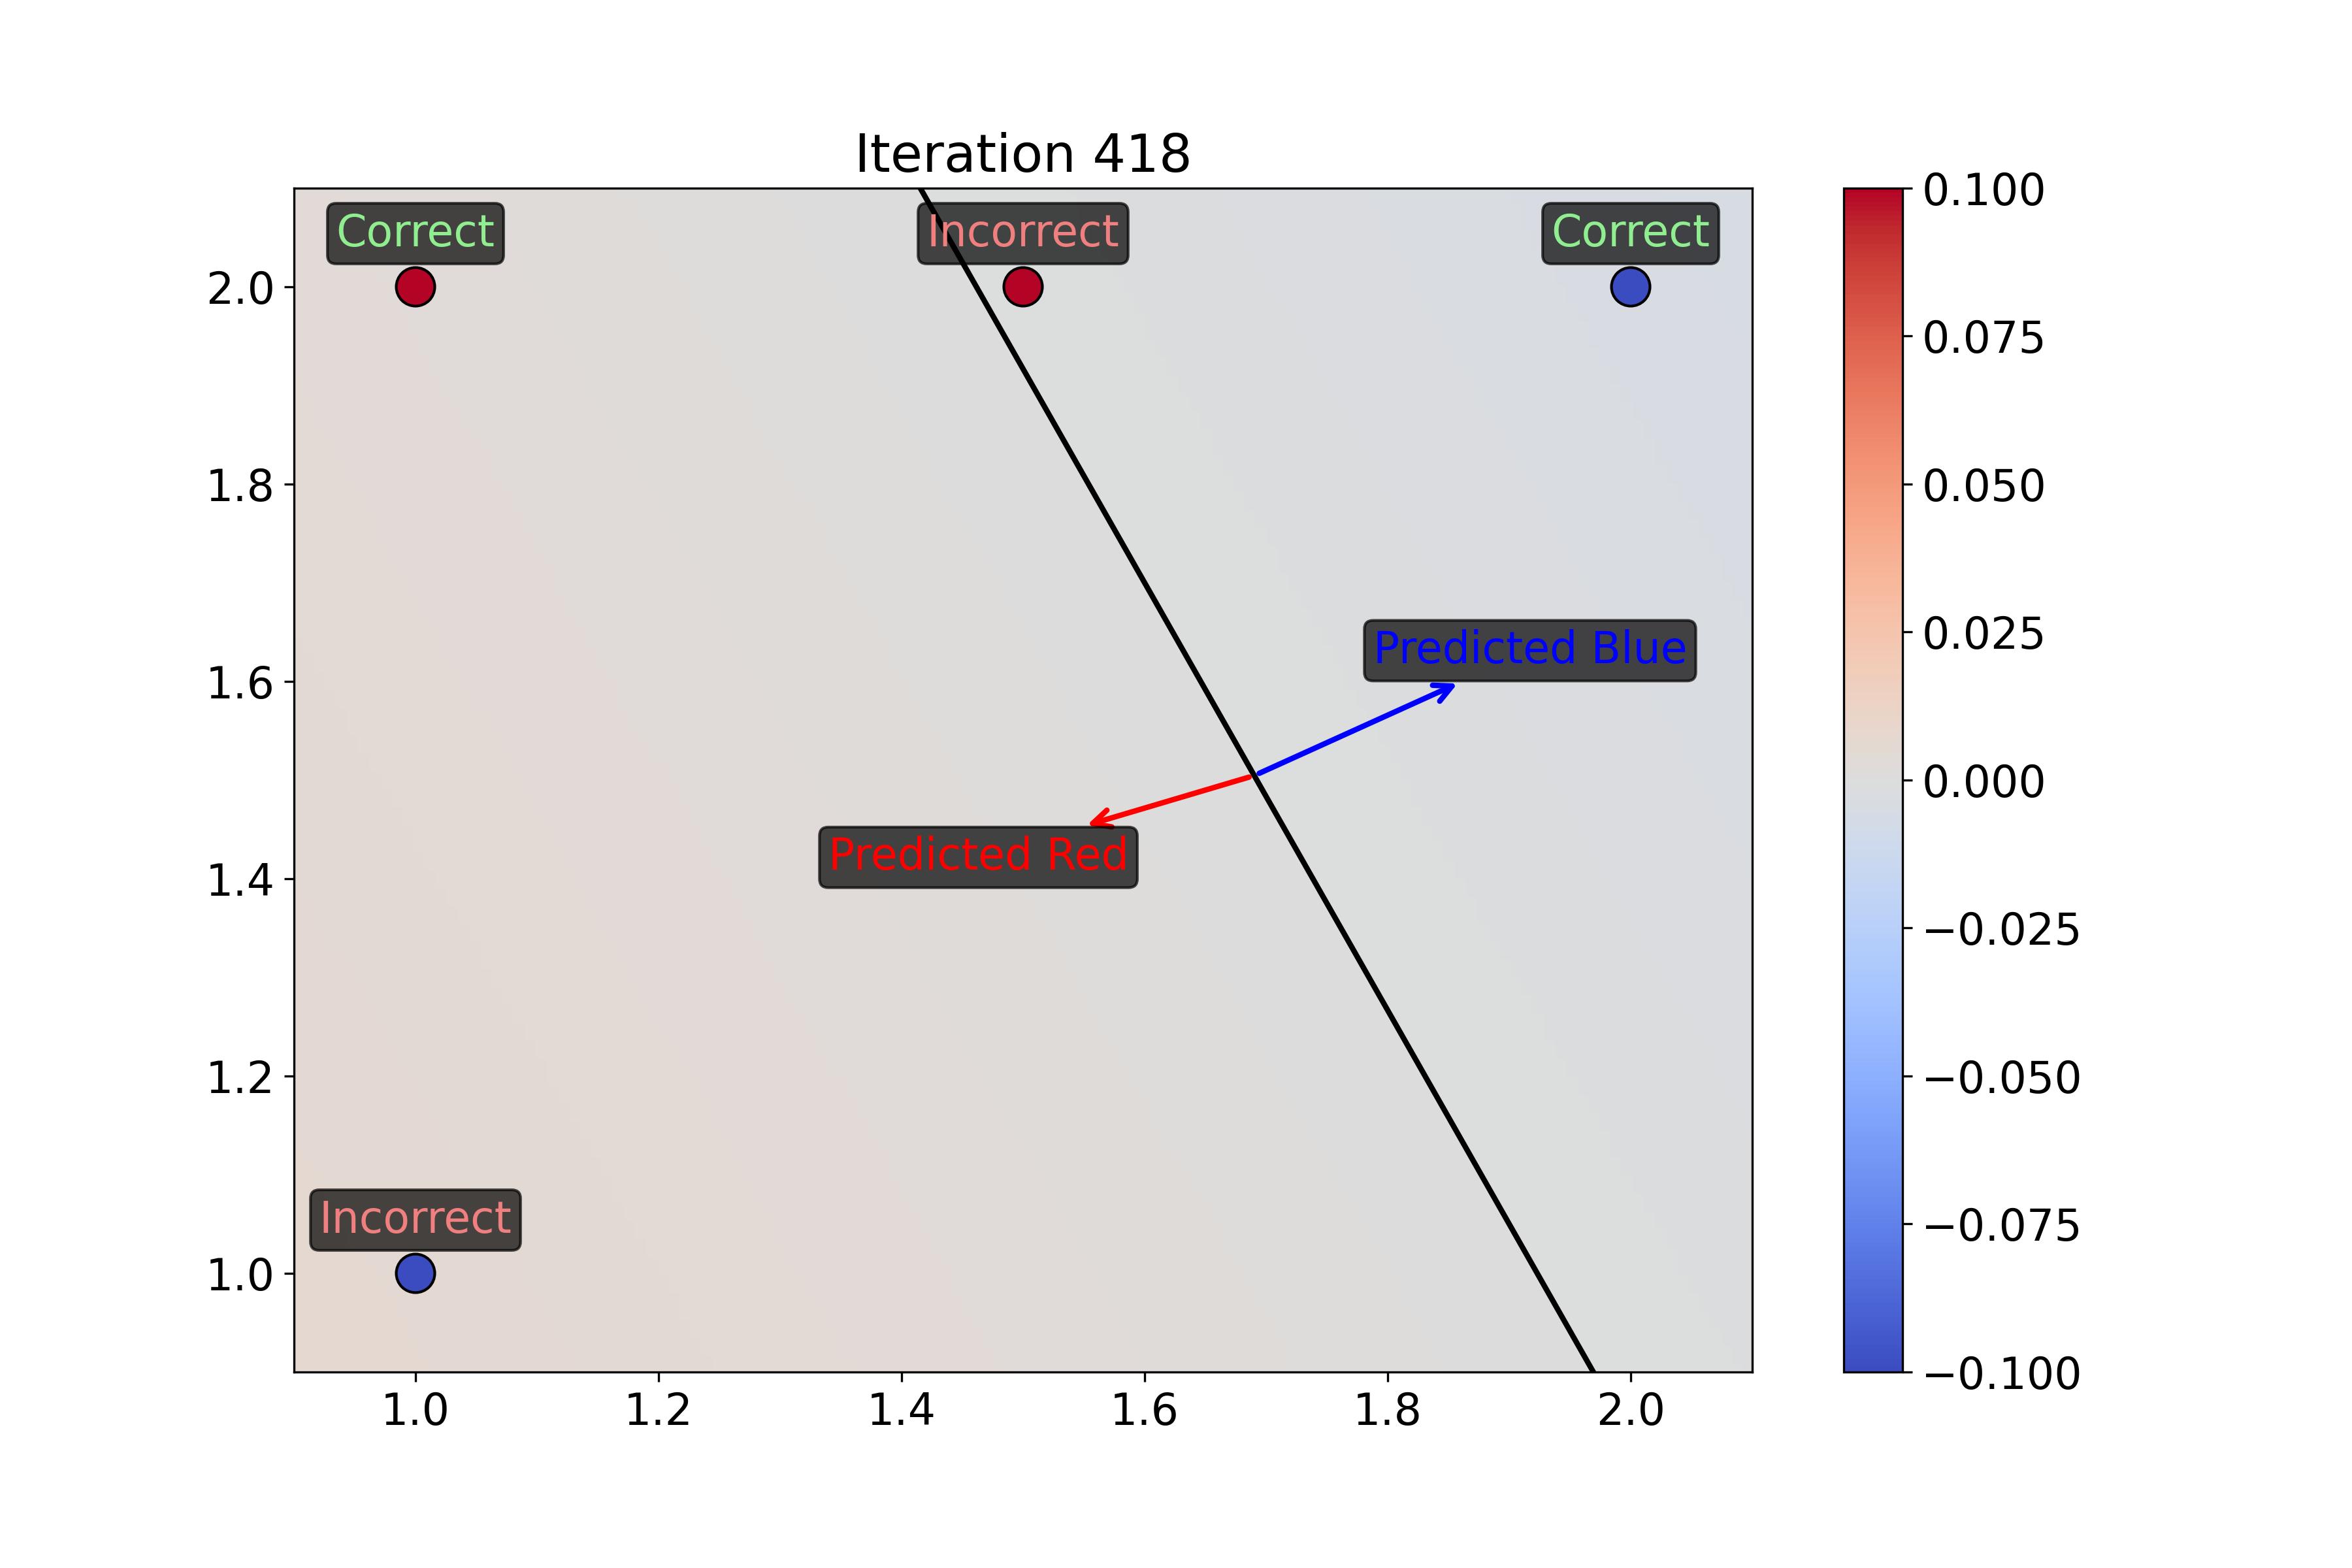 Iteration 418
Correct
Incorrect
Correct
2.0
1.8
1.6
1.4
1.2
1.0
Predicted Blue
Predicted Red
Incorrect
1.0 1.2 1.4 1.6 1.8 2.0
0.100
0.075
0.050
0.025
0.000
−0.025
−0.050
−0.075
−0.100